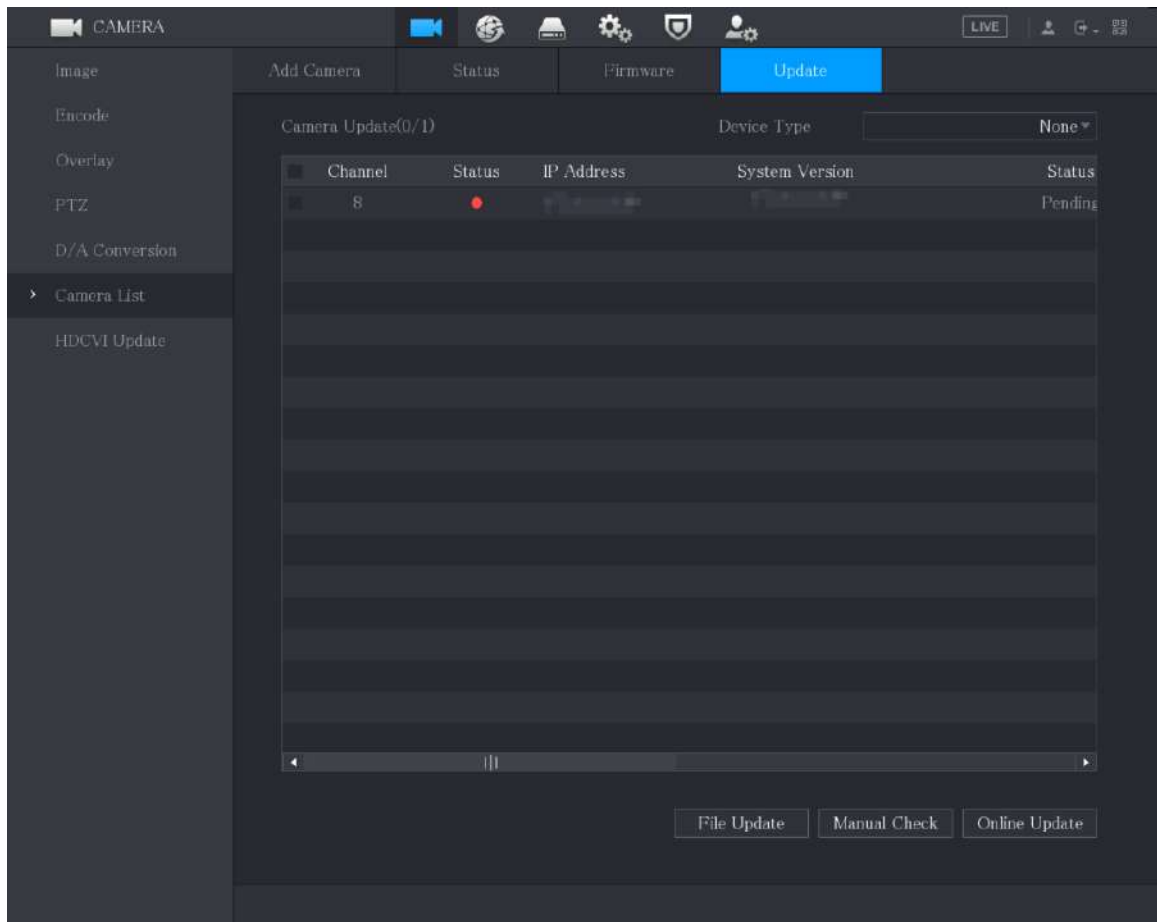 CAMERA LIVE
Image Add Camera Status Firmware Update
Encode Camera Update(0/1) Device Type None
Overlay Channel Status IP Address System Version Status
PTZ 8 Pending
D/A Conversion
Camera List
HDCVI Update
File Update Manual Check Online Update